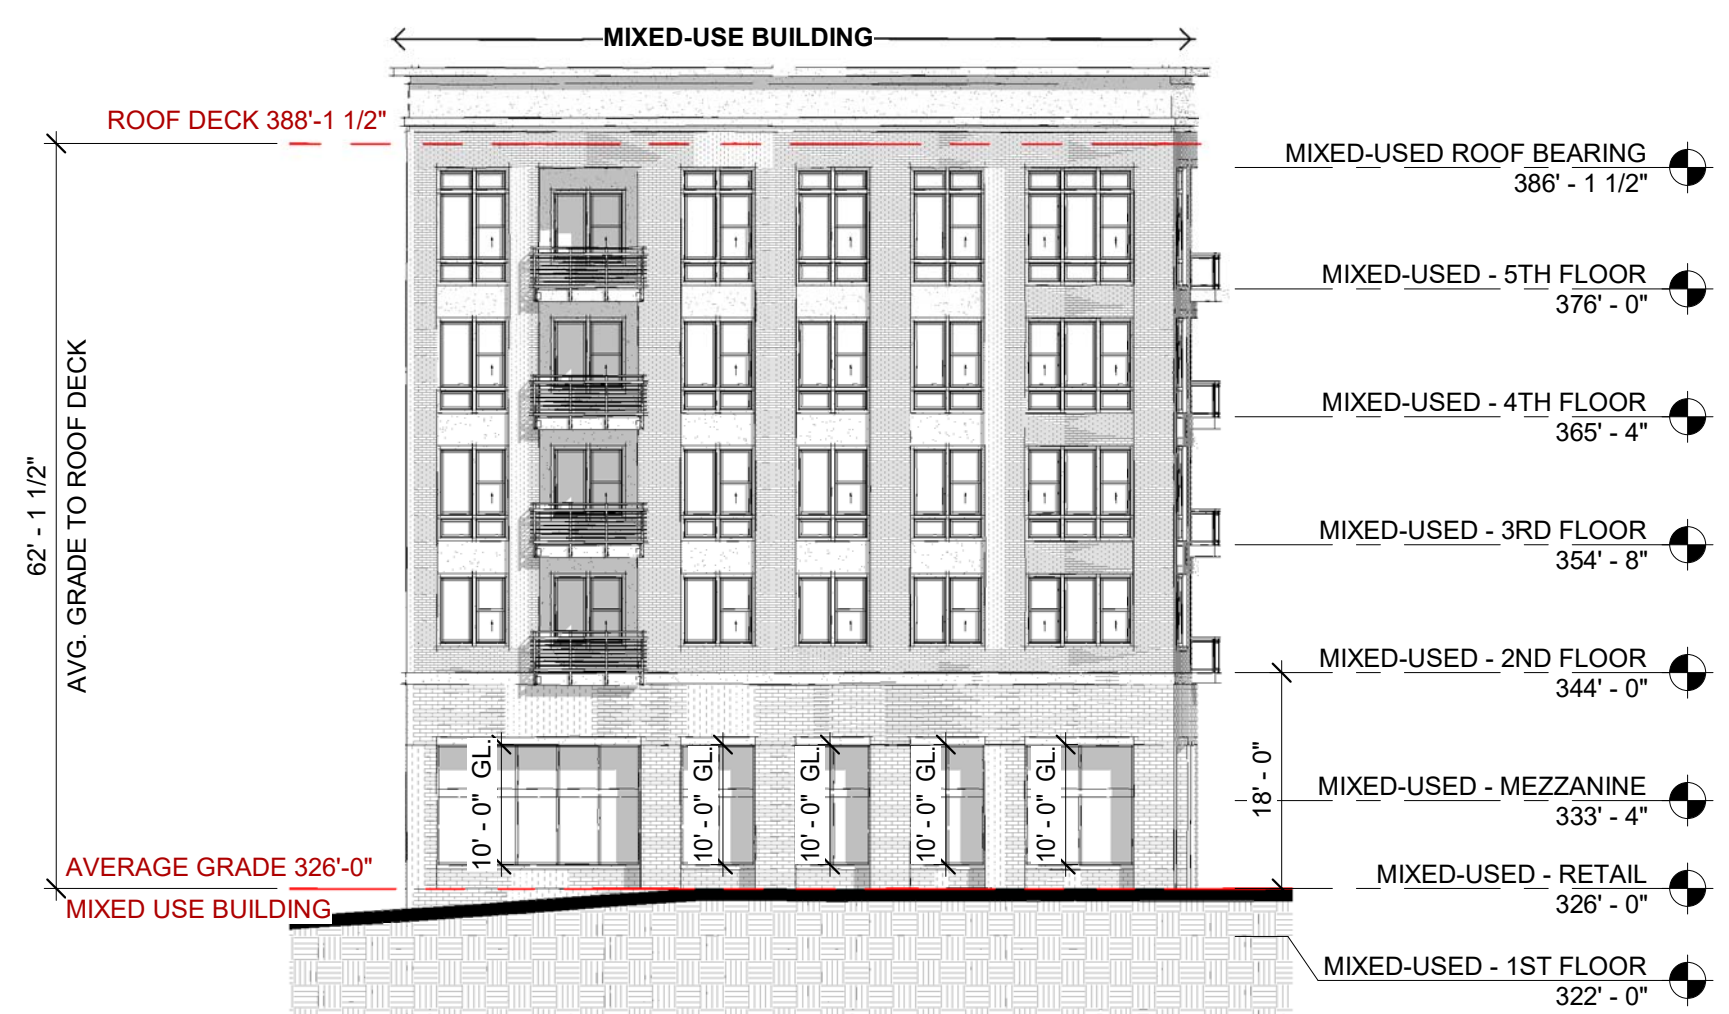 MIXED-USE BUILDING
ROOF DECK 388'-1 1/2"
MIXED-USED ROOF BEARING
386' - 1 1/2"
MIXED-USED - 5TH FLOOR
376' - 0"
MIXED-USED - 4TH FLOOR
365' - 4"
62' - 1 1/2"
AVG. GRADE TO ROOF DECK
MIXED-USED - 3RD FLOOR
354' - 8"
MIXED-USED - 2ND FLOOR
344' - 0"
10' - 0" GL.
10' - 0" GL.
10' - 0" GL.
10' - 0" GL.
10' - 0" GL.
18' - 0"
MIXED-USED - MEZZANINE
333' - 4"
AVERAGE GRADE 326'-0"
MIXED USE BUILDING
MIXED-USED - RETAIL
326' - 0"
MIXED-USED - 1ST FLOOR
322' - 0"